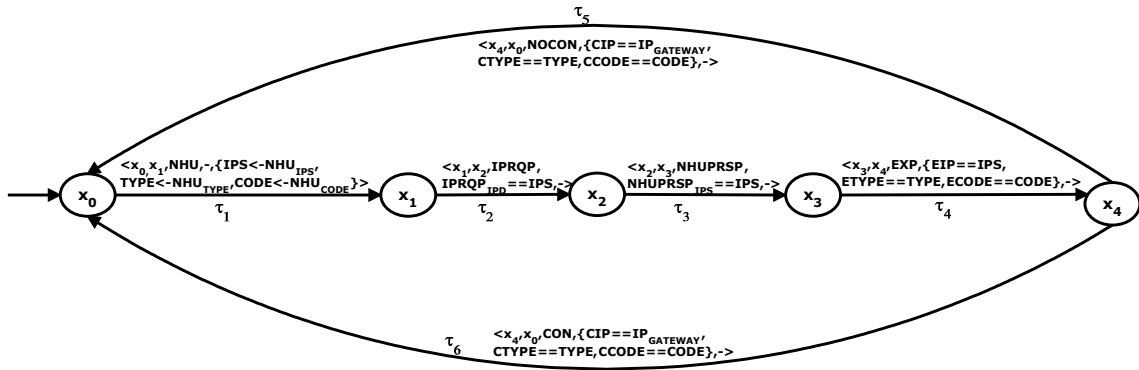 τ5
<x4,x0,NOCON,{CIP==IPGATEWAY,
CTYPE==TYPE,CCODE==CODE},->
<x0,x1,NHU,-,{IPS<-NHUIPS,
TYPE<-NHUTYPE,CODE<-NHUCODE}>
<x1,x2,IPRQP,
IPRQPIPD==IPS,->
<x2,x3,NHUPRSP,
NHUPRSPIPS==IPS,->
<x3,x4,EXP,{EIP==IPS,
ETYPE==TYPE,ECODE==CODE},->
x0
x1
x2
x3
x4
τ1
τ2
τ3
τ4
τ6
<x4,x0,CON,{CIP==IPGATEWAY,
CTYPE==TYPE,CCODE==CODE},->